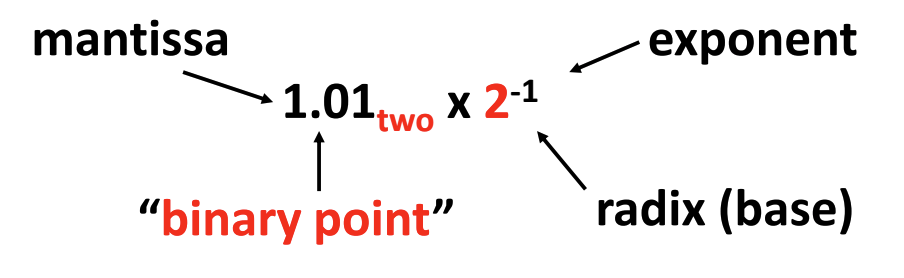 mantissa
exponent
1.01two x 2-1
“binary point”
radix (base)